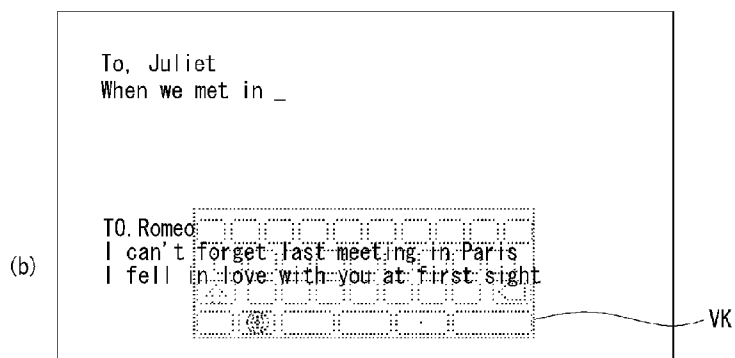 To, Juliet
When we met in _
TO.Romeo
I can't forget last meeting in Paris
I fell in love with you at first sight
(b)
VK